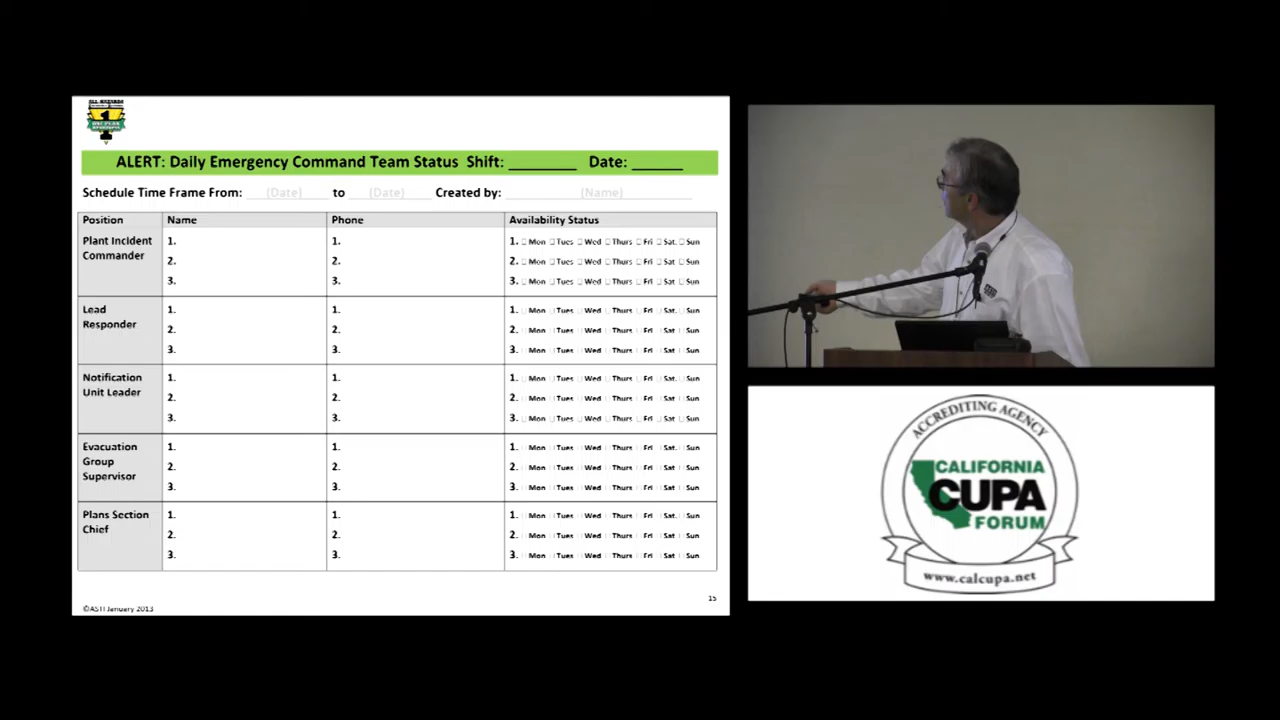 ALERT: Daily Emergency Command Team Status Shift: ________ Date: ______
Schedule Time Frame From: (Date) to (Date) Created by: (Name)
Position Name Phone Availability Status
Plant Incident Commander
1. 1. 1. Mon Tues Wed Thurs Fri Sat. Sun
2. 2. 2. Mon Tues Wed Thurs Fri Sat Sun
3. 3. 3. Mon Tues Wed Thurs Fri Sat Sun
Lead Responder
1. 1. 1. Mon Tues Wed Thurs Fri Sat. Sun
2. 2. 2. Mon Tues Wed Thurs Fri Sat Sun
3. 3. 3. Mon Tues Wed Thurs Fri Sat Sun
Notification Unit Leader
1. 1. 1. Mon Tues Wed Thurs Fri Sat. Sun
2. 2. 2. Mon Tues Wed Thurs Fri Sat Sun
3. 3. 3. Mon Tues Wed Thurs Fri Sat Sun
Evacuation Group Supervisor
1. 1. 1. Mon Tues Wed Thurs Fri Sat. Sun
2. 2. 2. Mon Tues Wed Thurs Fri Sat Sun
3. 3. 3. Mon Tues Wed Thurs Fri Sat Sun
Plans Section Chief
1. 1. 1. Mon Tues Wed Thurs Fri Sat. Sun
2. 2. 2. Mon Tues Wed Thurs Fri Sat Sun
3. 3. 3. Mon Tues Wed Thurs Fri Sat Sun
15
©ASTI January 2013
ACCREDITING AGENCY
CALIFORNIA
CUPA
FORUM
www.calcupa.net